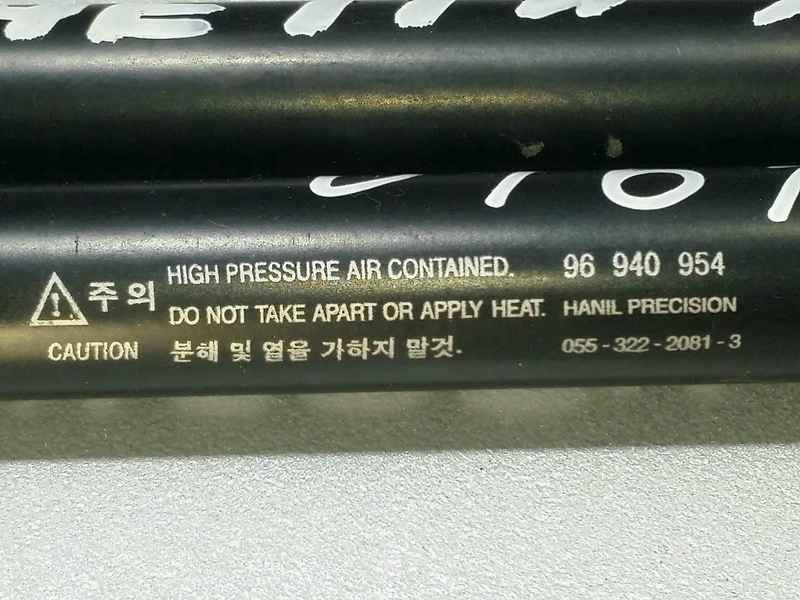 주의
CAUTION
HIGH PRESSURE AIR CONTAINED.
DO NOT TAKE APART OR APPLY HEAT.
분해 및 열을 가하지 말것.
96 940 954
HANIL PRECISION
055-322-2081-3